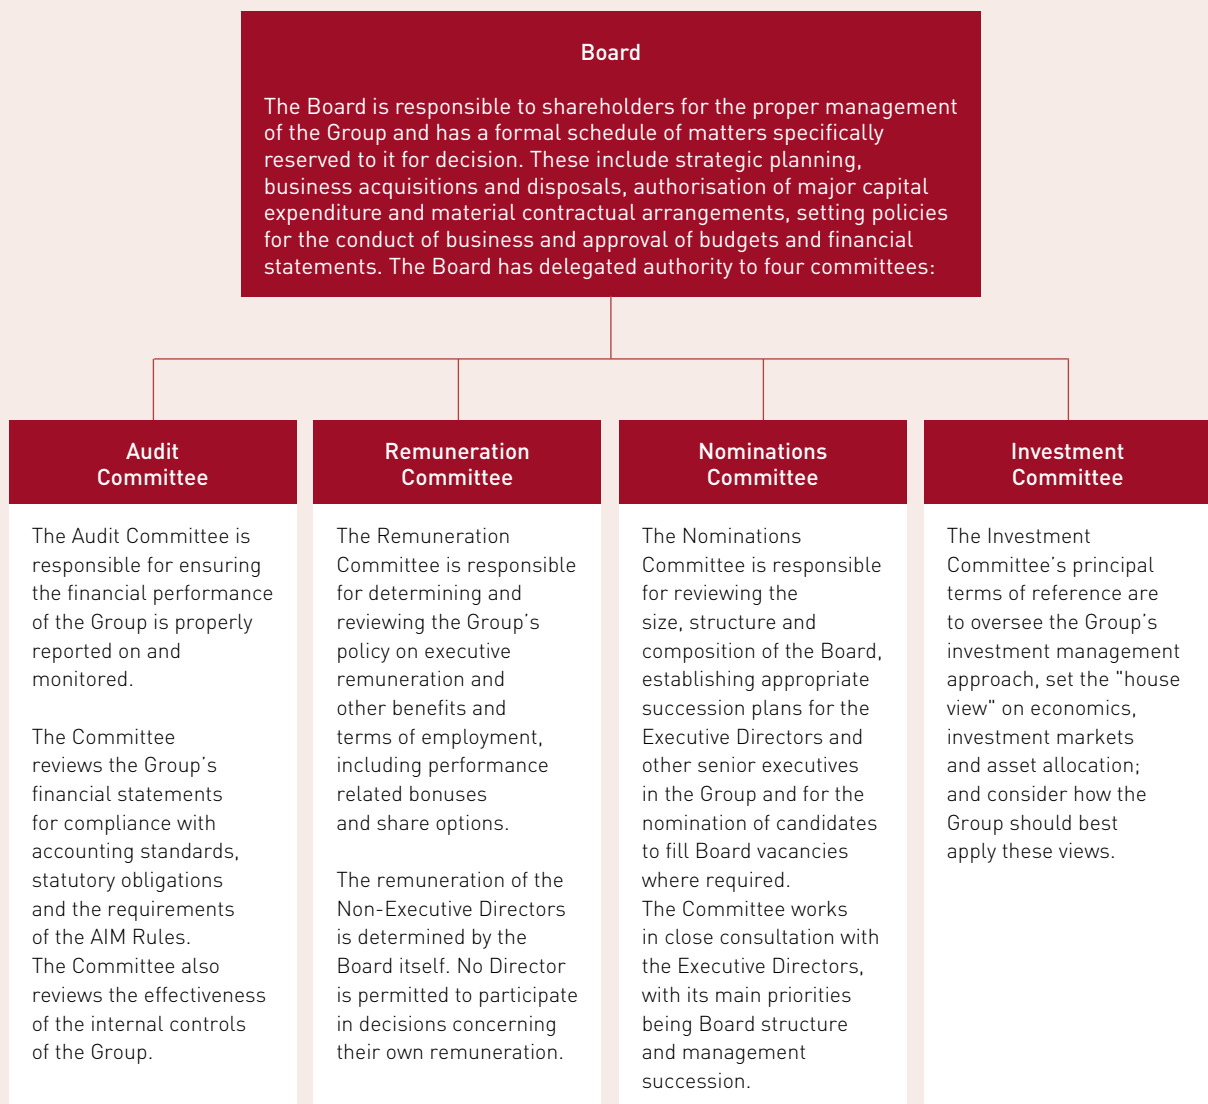 Board
The Board is responsible to shareholders for the proper management
of the Group and has a formal schedule of matters specifically
reserved to it for decision. These include strategic planning,
business acquisitions and disposals, authorisation of major capital
expenditure and material contractual arrangements, setting policies
for the conduct of business and approval of budgets and financial
statements. The Board has delegated authority to four committees:
Audit
Committee
The Audit Committee is
responsible for ensuring
the financial performance
of the Group is properly
reported on and
monitored.
The Committee
reviews the Group's
financial statements
for compliance with
accounting standards,
statutory obligations
and the requirements
of the AIM Rules.
The Committee also
reviews the effectiveness
of the internal controls
of the Group.
Remuneration
Committee
The Remuneration
Committee is responsible
for determining and
reviewing the Group's
policy on executive
remuneration and
other benefits and
terms of employment,
including performance
related bonuses
and share options.
The remuneration of the
Non-Executive Directors
is determined by the
Board itself. No Director
is permitted to participate
in decisions concerning
their own remuneration.
Nominations
Committee
The Nominations
Committee is responsible
for reviewing the
size, structure and
composition of the Board,
establishing appropriate
succession plans for the
Executive Directors and
other senior executives
in the Group and for the
nomination of candidates
to fill Board vacancies
where required.
The Committee works
in close consultation with
the Executive Directors,
with its main priorities
being Board structure
and management
succession.
Investment
Committee
The Investment
Committee's principal
terms of reference are
to oversee the Group's
investment management
approach, set the "house
view" on economics,
investment markets
and asset allocation;
and consider how the
Group should best
apply these views.